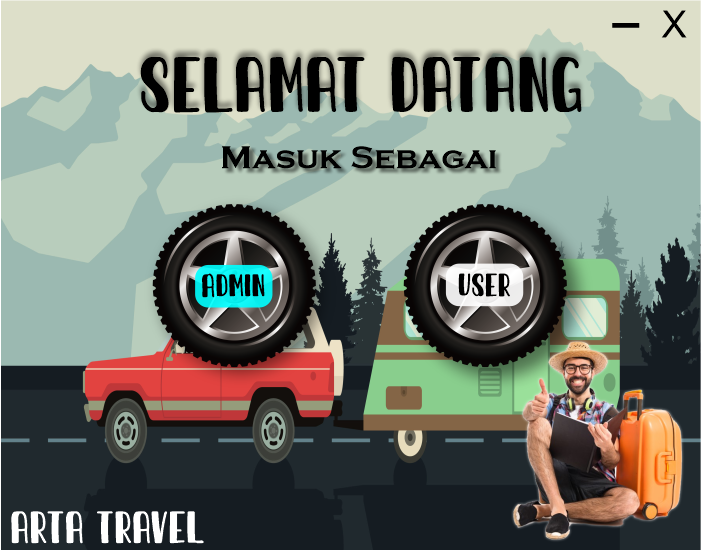 SELAMAT DATANG
MASUK SEBAGAI
ADMIN
USER
ARTA TRAVEL